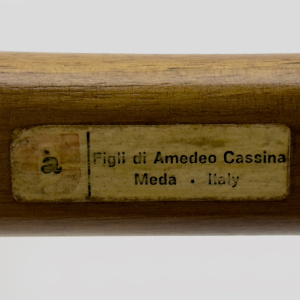 à
Figli di Amedeo Cassina
Meda . Italy